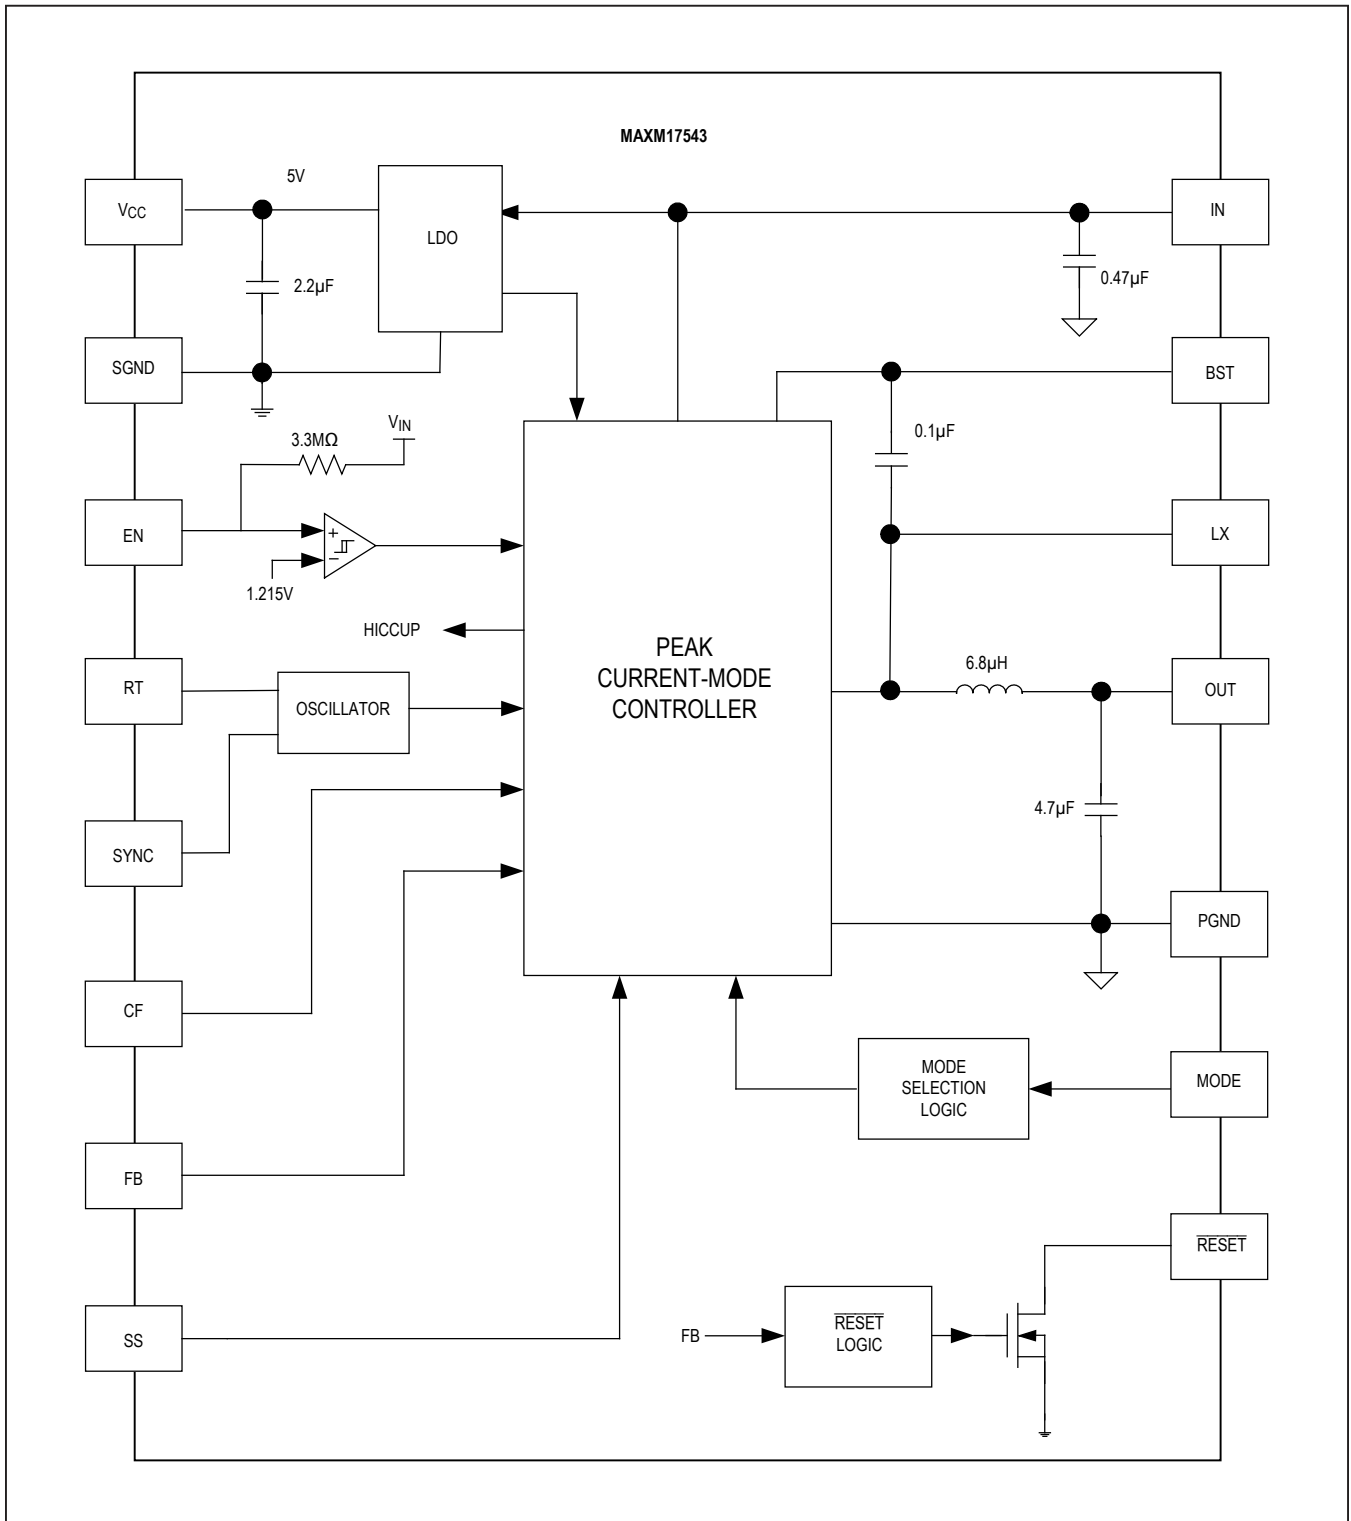 MAXM17543
VCC
5V
LDO
IN
2.2µF
0.47µF
SGND
BST
VIN
3.3MΩ
0.1µF
EN
+
−
LX
1.215V
HICCUP
PEAK
CURRENT-MODE
CONTROLLER
6.8µH
RT
OSCILLATOR
OUT
4.7µF
SYNC
PGND
CF
MODE
SELECTION
LOGIC
MODE
FB
RESET
FB
RESET
LOGIC
SS